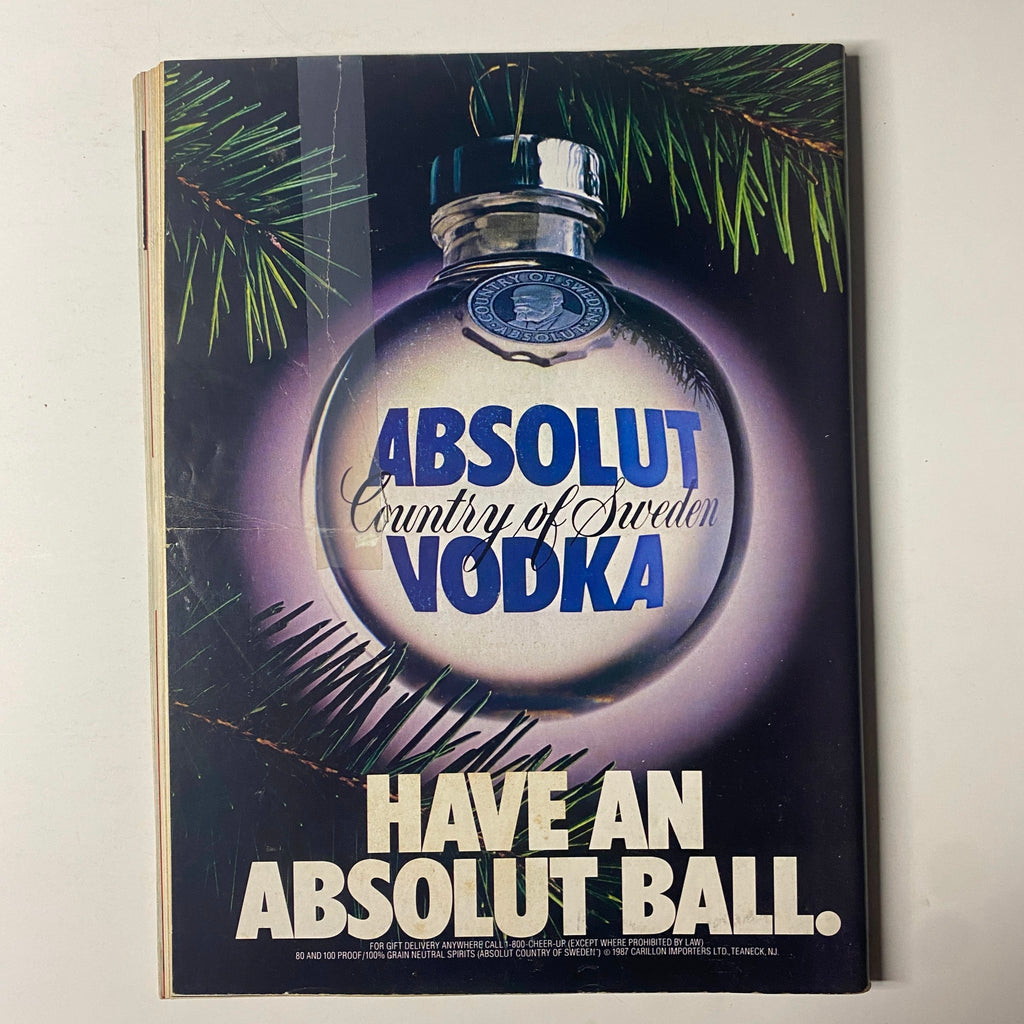 COUNTRY OF SWEDEN
ABSOLUT
ABSOLUT
Country of Sweden
VODKA
HAVE AN
ABSOLUT BALL.
FOR GIFT DELIVERY ANYWHERE CALL 1-800-CHEER-UP (EXCEPT WHERE PROHIBITED BY LAW)
80 AND 100 PROOF/100% GRAIN NEUTRAL SPIRITS (ABSOLUT COUNTRY OF SWEDEN™) © 1987 CARILLON IMPORTERS LTD., TEANECK, NJ.